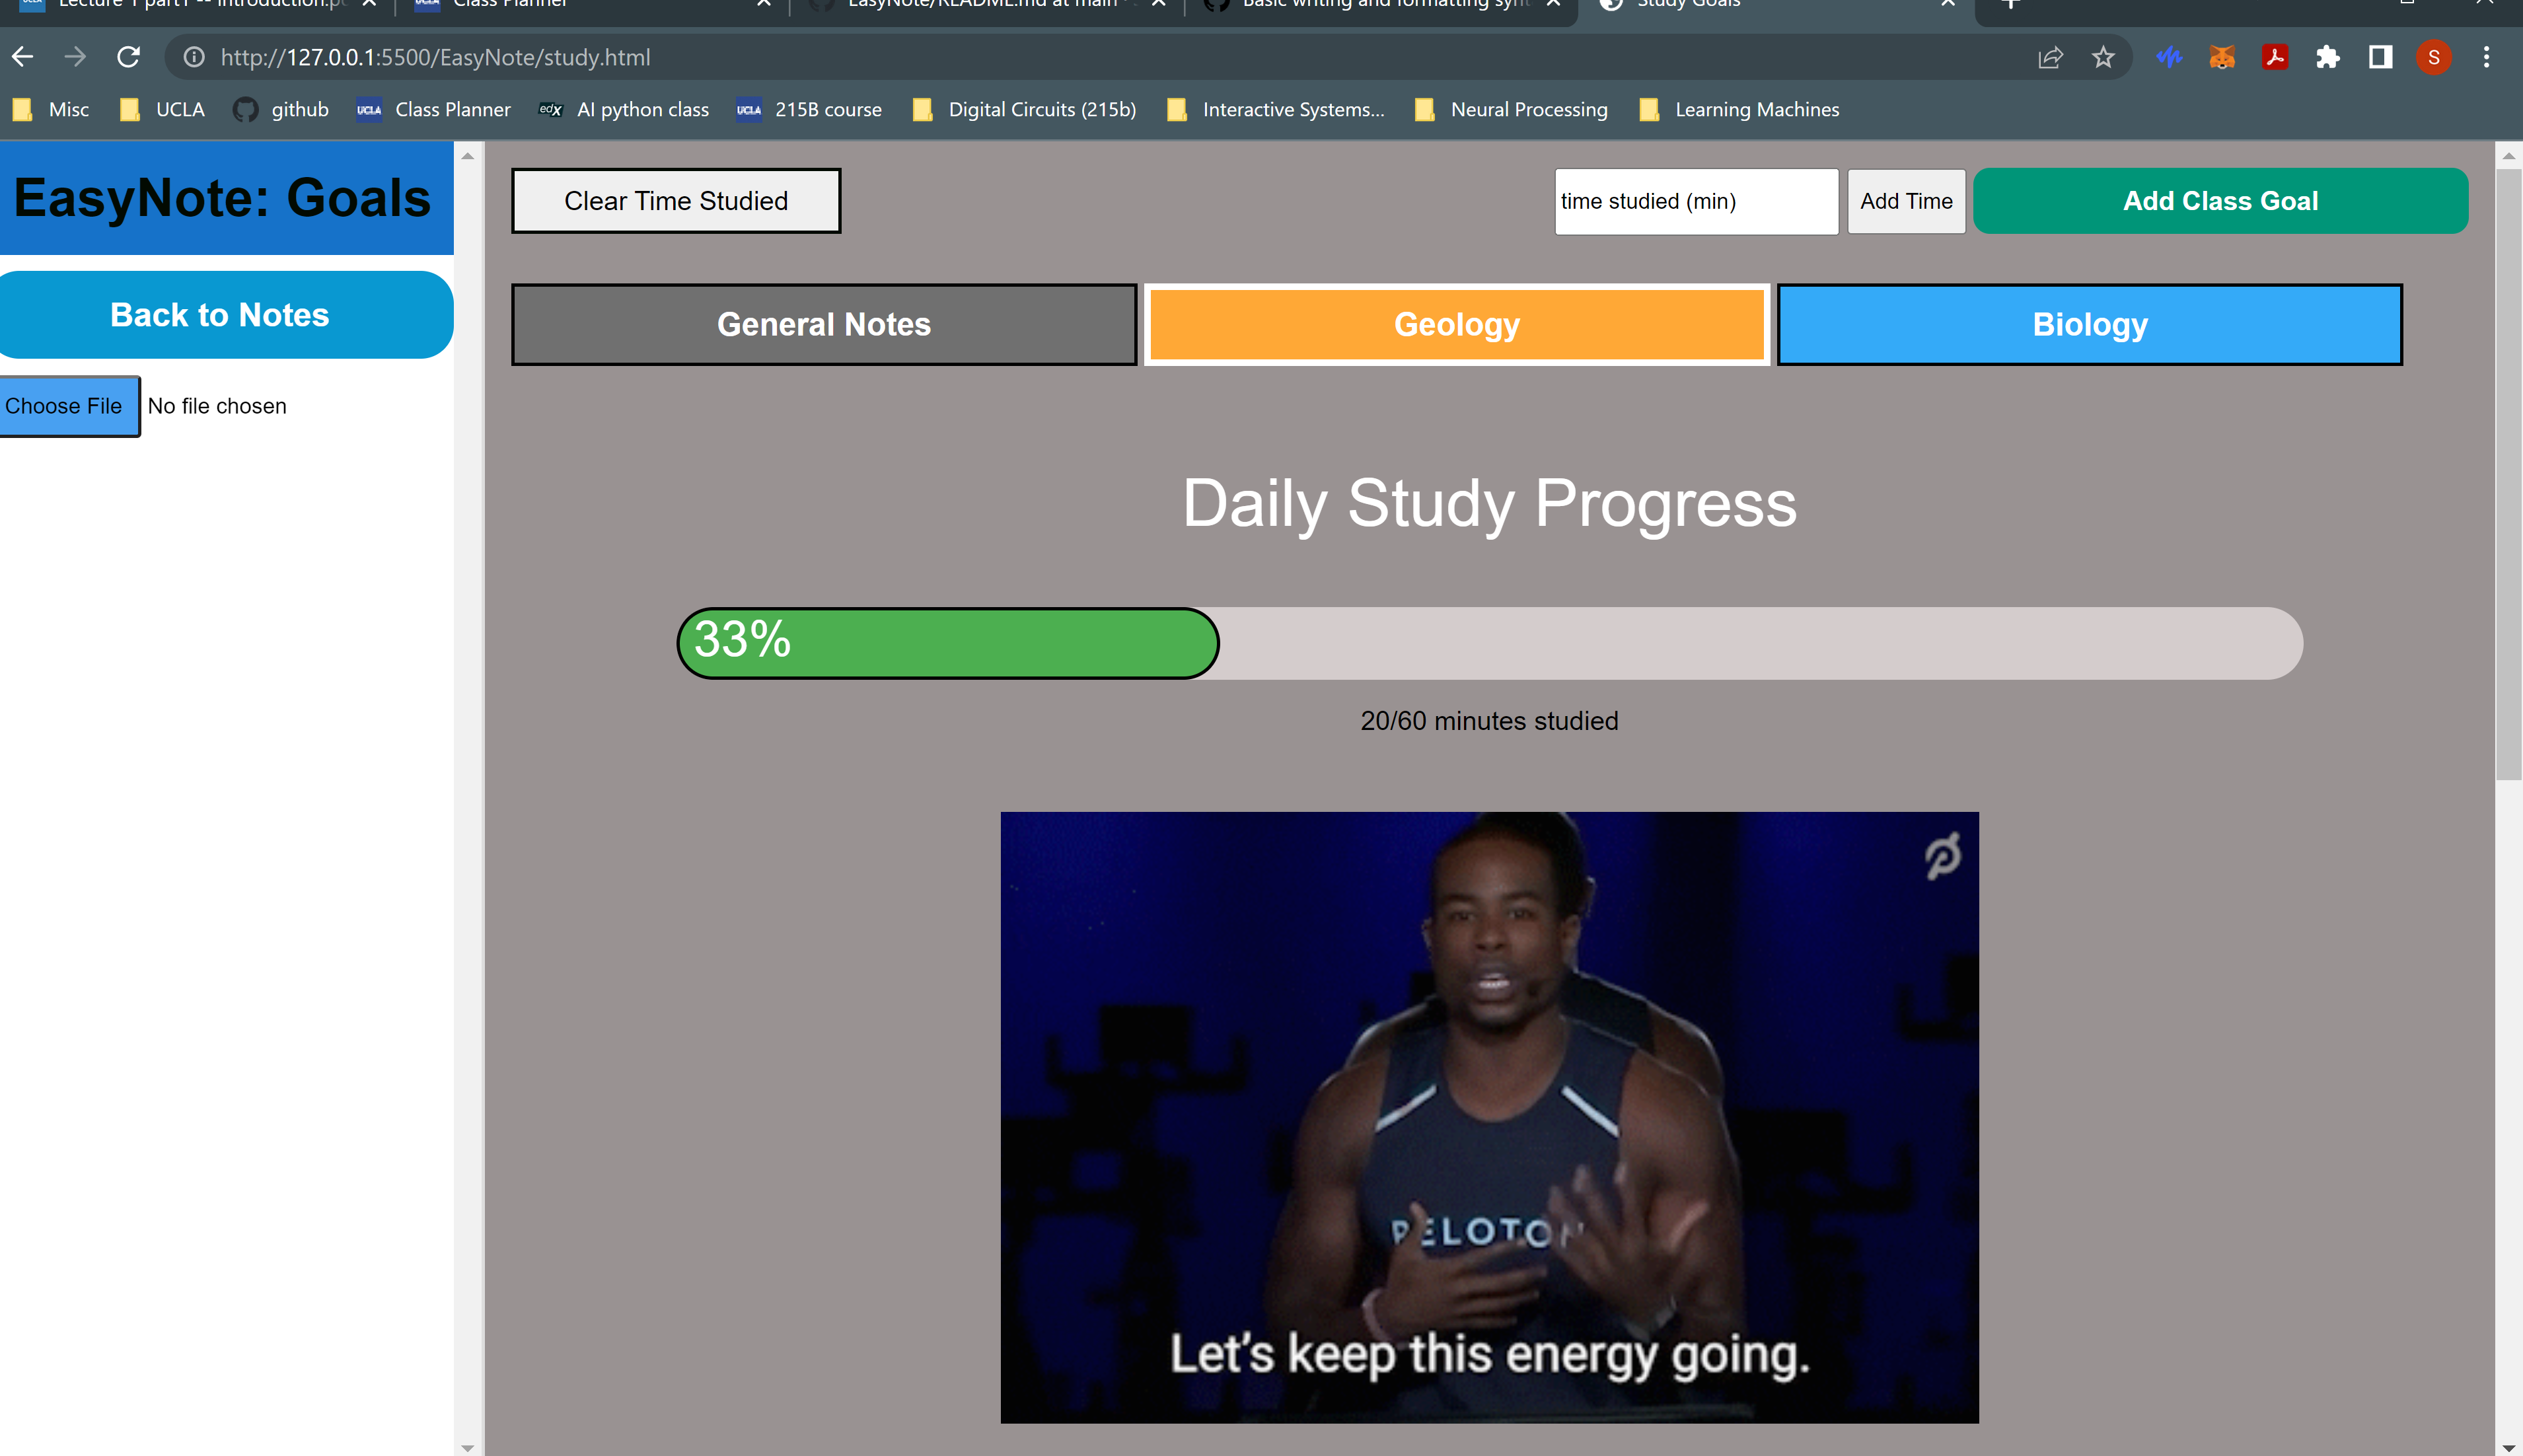 Lecture 1 part1 -- introduction.p
Class Planner
EasyNote/README.md at main
Basic writing and formatting synt
Study Goals
http://127.0.0.1:5500/EasyNote/study.html
S
Misc
UCLA
github
UCLA Class Planner
edX AI python class
UCLA 215B course
Digital Circuits (215b)
Interactive Systems...
Neural Processing
Learning Machines
EasyNote: Goals
Back to Notes
Choose File No file chosen
Clear Time Studied
time studied (min)
Add Time
Add Class Goal
General Notes
Geology
Biology
Daily Study Progress
33%
20/60 minutes studied
PELOTON
Let's keep this energy going.